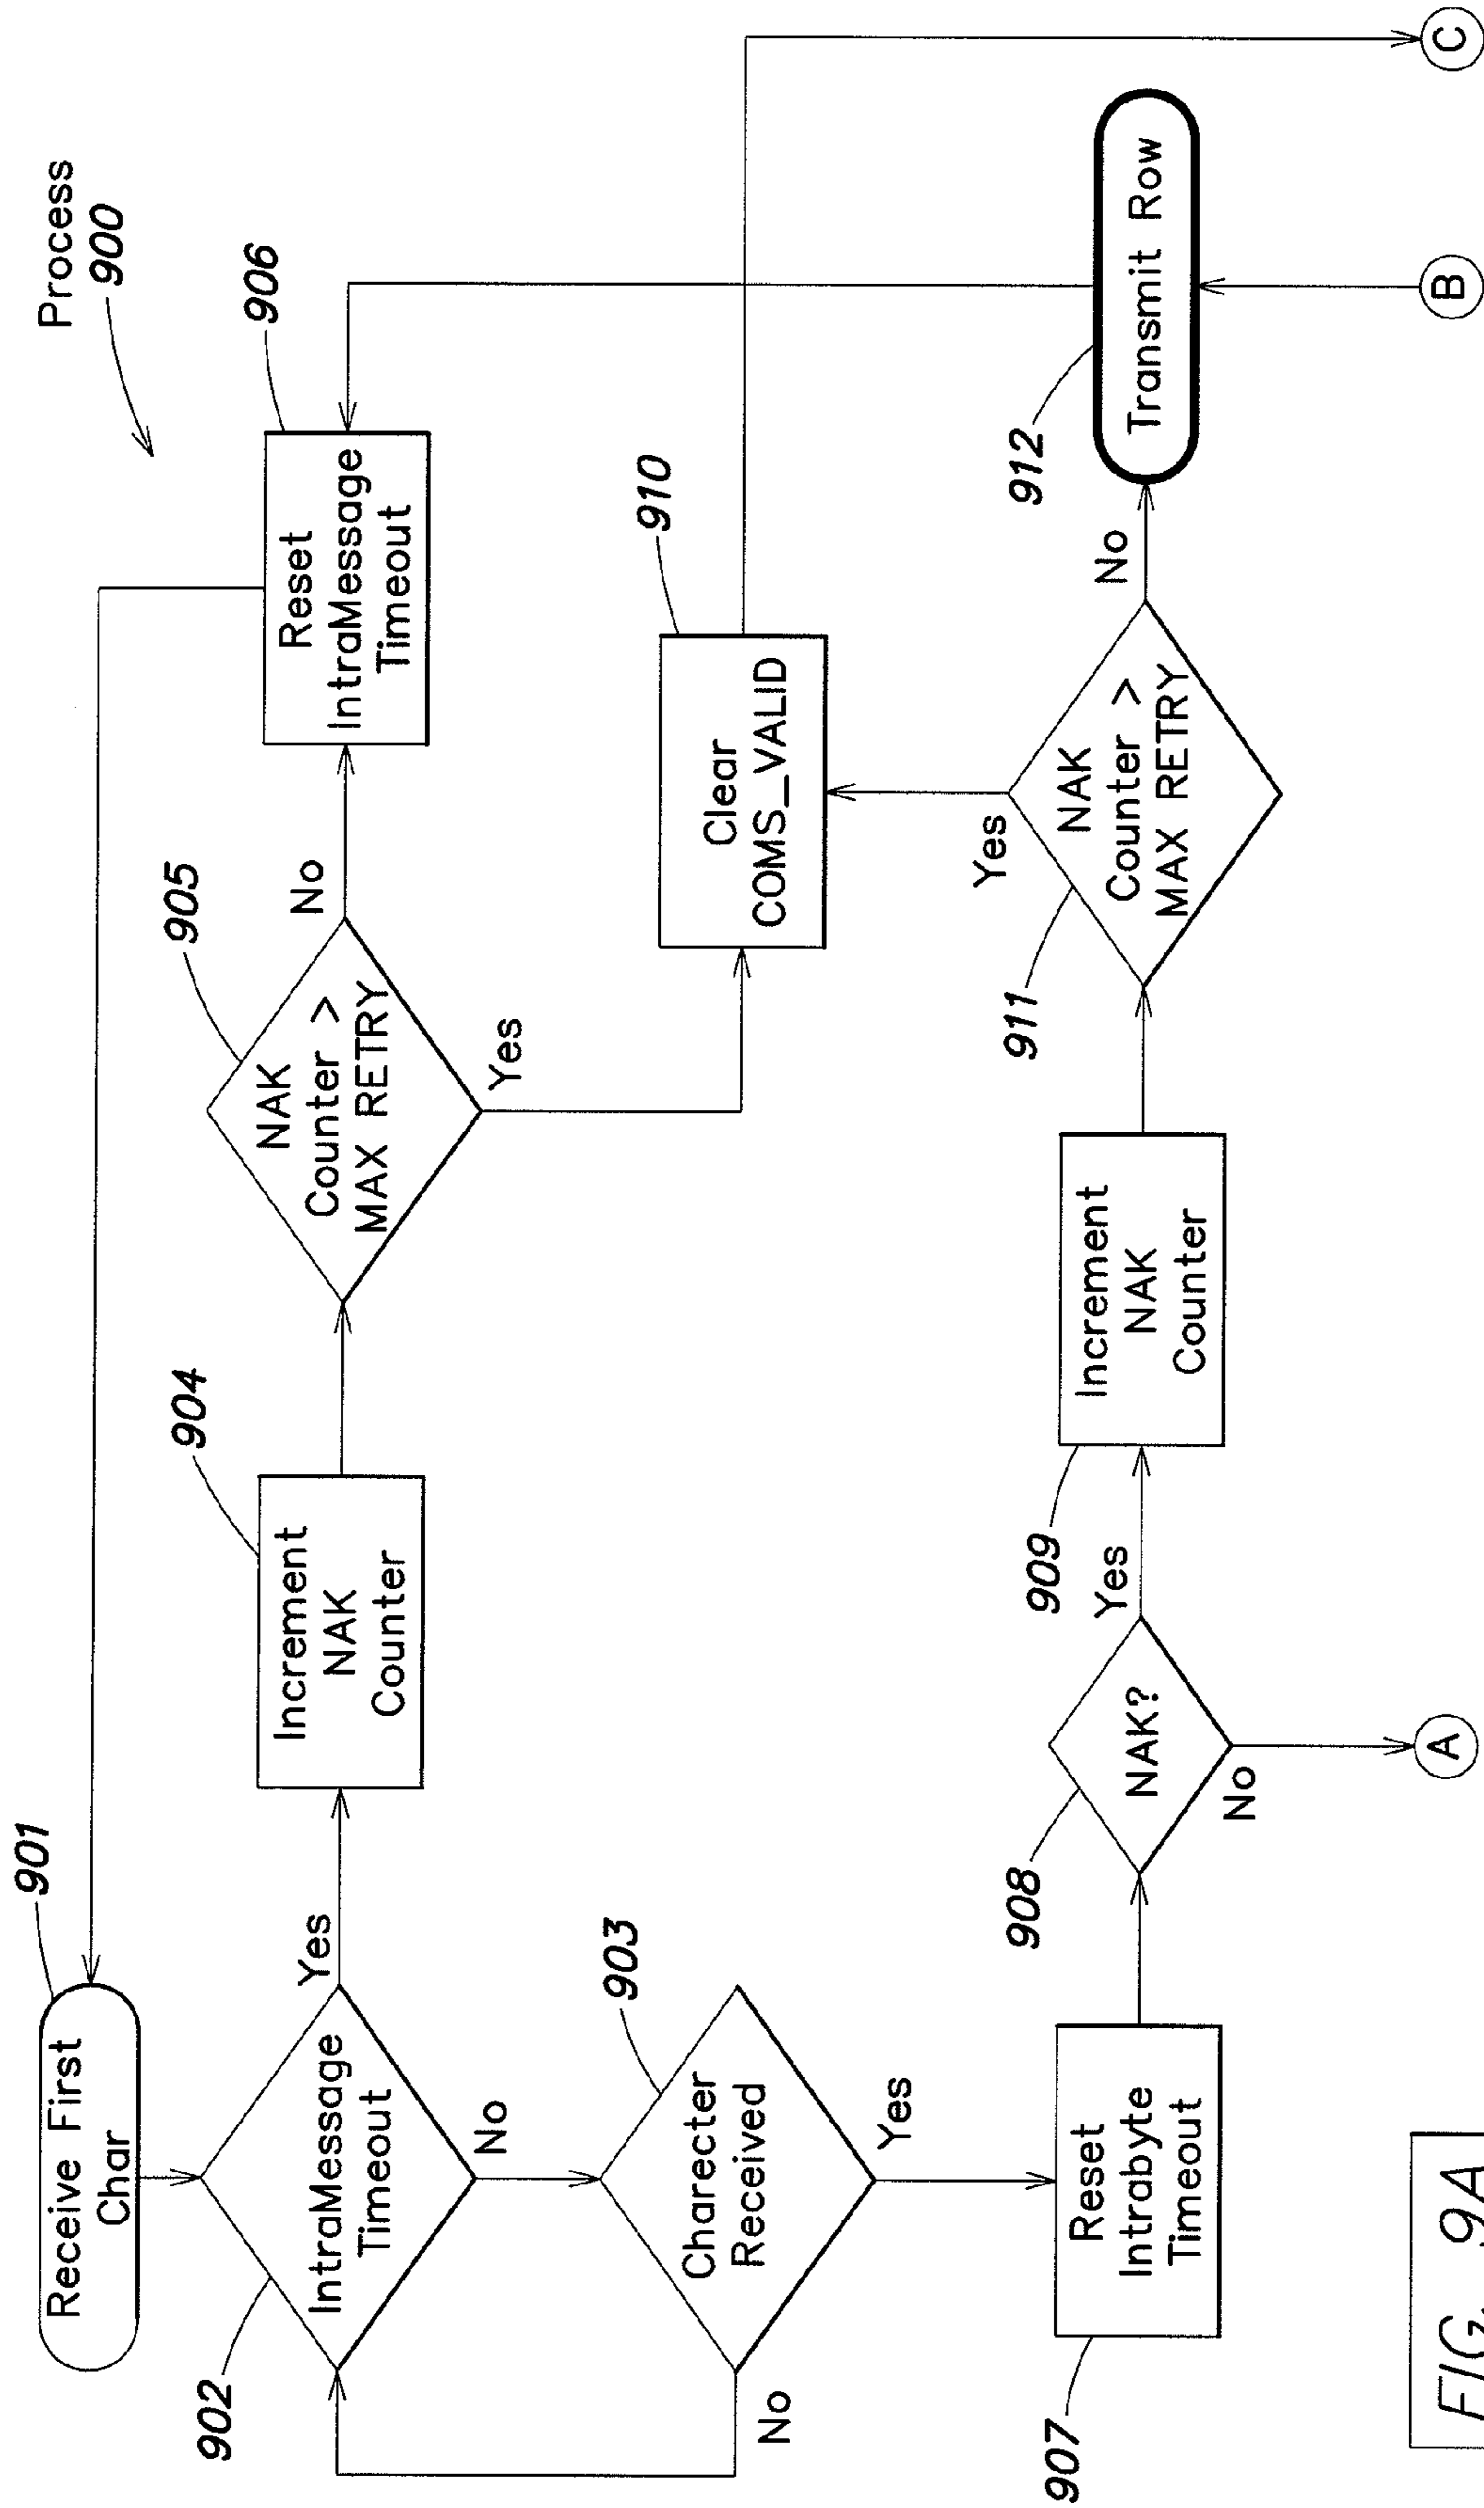 Process
900
901
Receive First
Char
902
IntraMessage
Timeout
Yes
No
904
Increment
NAK
Counter
905
NAK
Counter >
MAX RETRY
No
Yes
906
Reset
IntraMessage
Timeout
903
Charecter
Received
No
Yes
910
Clear
COMS_VALID
907
Reset
Intrabyte
Timeout
908
NAK?
Yes
No
909
Increment
NAK
Counter
911
NAK
Counter >
MAX RETRY
Yes
No
912
Transmit Row
A
B
C
FIG. 9A